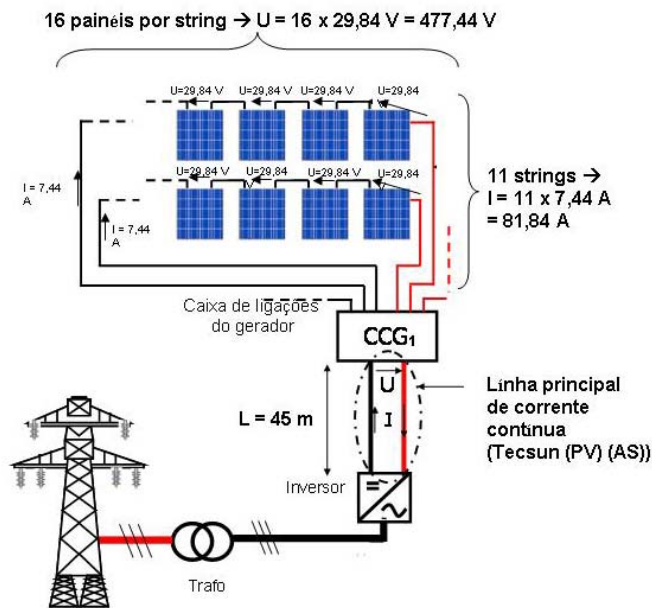 16 painéis por string → U = 16 x 29,84 V = 477,44 V
U=29,84 V U=29,84 V U=29,84 V U=29,84
U=29,84 V U=29,84 U=29,84 V U=29,84
V
V
I = 7,44
A
I = 7,44
A
11 strings →
I = 11 x 7,44 A
= 81,84 A
Caixa de ligações
do gerador
CCG₁
U
I
L = 45 m
Línha principal
de corrente
contínua
(Tecsun (PV) (AS))
Inversor
Trafo